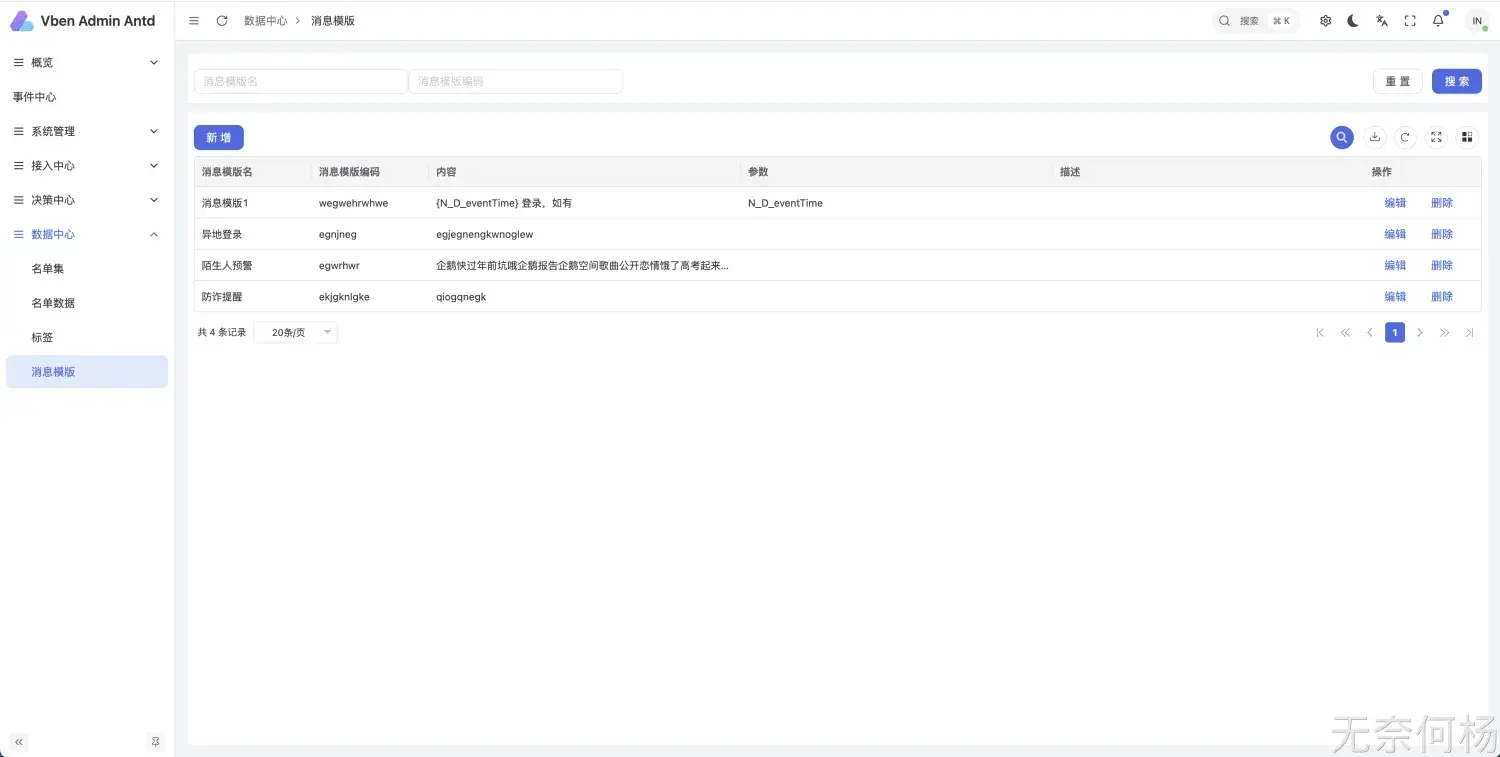 Vben Admin Antd
数据中心 > 消息模版
搜索 ⌘ K
IN
概览
事件中心
系统管理
接入中心
决策中心
数据中心
名单集
名单数据
标签
消息模版
消息模版名 消息模版编码 重 置 搜 索
新 增
消息模版名 消息模版编码 内容 参数 描述 操作
消息模版1 wegwehrwhwe {N_D_eventTime} 登录，如有 N_D_eventTime 编辑 删除
异地登录 egnjneg egjegnengkwnoglew 编辑 删除
陌生人预警 egwrhwr 企鹅快过年前坑哦企鹅报告企鹅空间歌曲公开恋情饿了高考起来... 编辑 删除
防诈提醒 ekjgknlgke qiogqnegk 编辑 删除
共 4 条记录 20条/页 1
无奈何杨